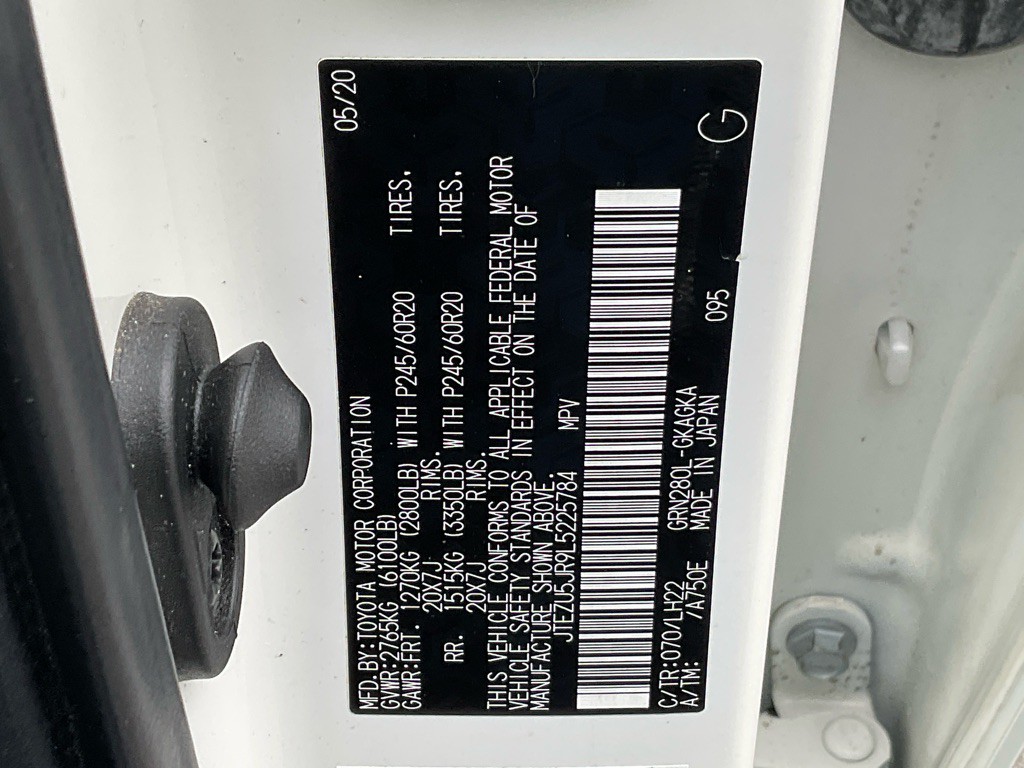 MFD.BY:TOYOTA MOTOR CORPORATION 05/20
GVWR:2765KG (6100LB)
GAWR:FRT. 1270KG (2800LB) WITH P245/60R20 TIRES,
20X7J RIMS.
RR. 1515KG (3350LB) WITH P245/60R20 TIRES,
20X7J RIMS.
THIS VEHICLE CONFORMS TO ALL APPLICABLE FEDERAL MOTOR
VEHICLE SAFETY STANDARDS IN EFFECT ON THE DATE OF
MANUFACTURE SHOWN ABOVE.
JTEZU5JR9L5225784 MPV
C/TR:070/LH22 GRN280L-GKAGKA 095 G
A/TM: /A750E MADE IN JAPAN